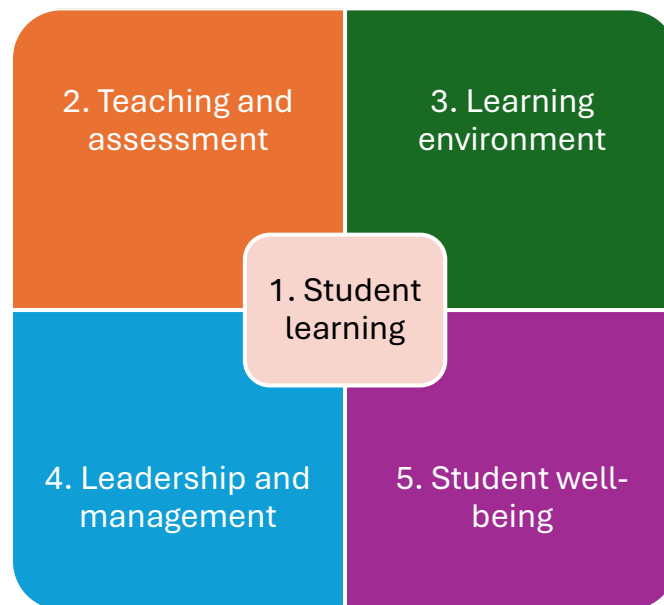 2. Teaching and
assessment
3. Learning
environment
1. Student
learning
4. Leadership and
management
5. Student well-
being